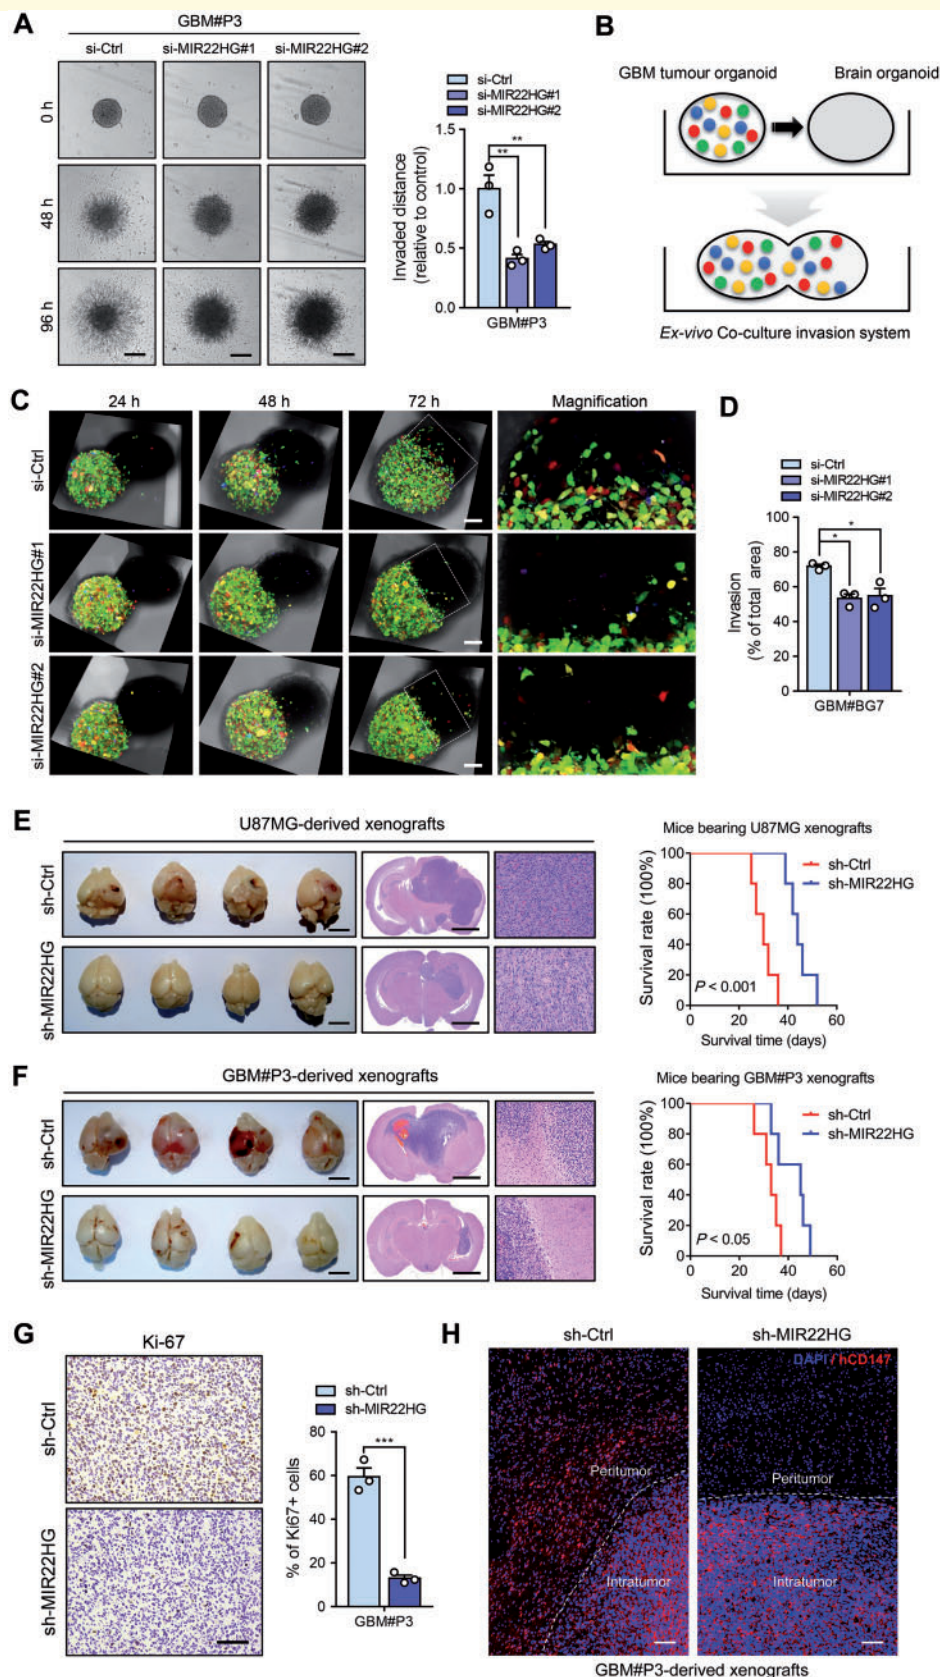 A
GBM#P3
si-Ctrl si-MIR22HG#1 si-MIR22HG#2
0 h
48 h
96 h
si-Ctrl
si-MIR22HG#1
si-MIR22HG#2
Invaded distance
(relative to control)
1.5
1.0
0.5
0.0
**
**
GBM#P3
B
GBM tumour organoid Brain organoid
Ex-vivo Co-culture invasion system
C
24 h 48 h 72 h Magnification
si-Ctrl
si-MIR22HG#1
si-MIR22HG#2
D
si-Ctrl
si-MIR22HG#1
si-MIR22HG#2
Invasion
(% of total area)
100
80
60
40
20
0
*
*
GBM#BG7
E
U87MG-derived xenografts
sh-Ctrl
sh-MIR22HG
Mice bearing U87MG xenografts
Survival rate (100%)
100
80
60
40
20
0
sh-Ctrl
sh-MIR22HG
P < 0.001
0 20 40 60
Survival time (days)
F
GBM#P3-derived xenografts
sh-Ctrl
sh-MIR22HG
Mice bearing GBM#P3 xenografts
Survival rate (100%)
100
80
60
40
20
0
sh-Ctrl
sh-MIR22HG
P < 0.05
0 20 40 60
Survival time (days)
G
Ki-67
sh-Ctrl
sh-MIR22HG
sh-Ctrl
sh-MIR22HG
% of Ki67+ cells
80
60
40
20
0
***
GBM#P3
H
sh-Ctrl sh-MIR22HG
DAPI / hCD147
Peritumor
Intratumor
Peritumor
Intratumor
GBM#P3-derived xenografts